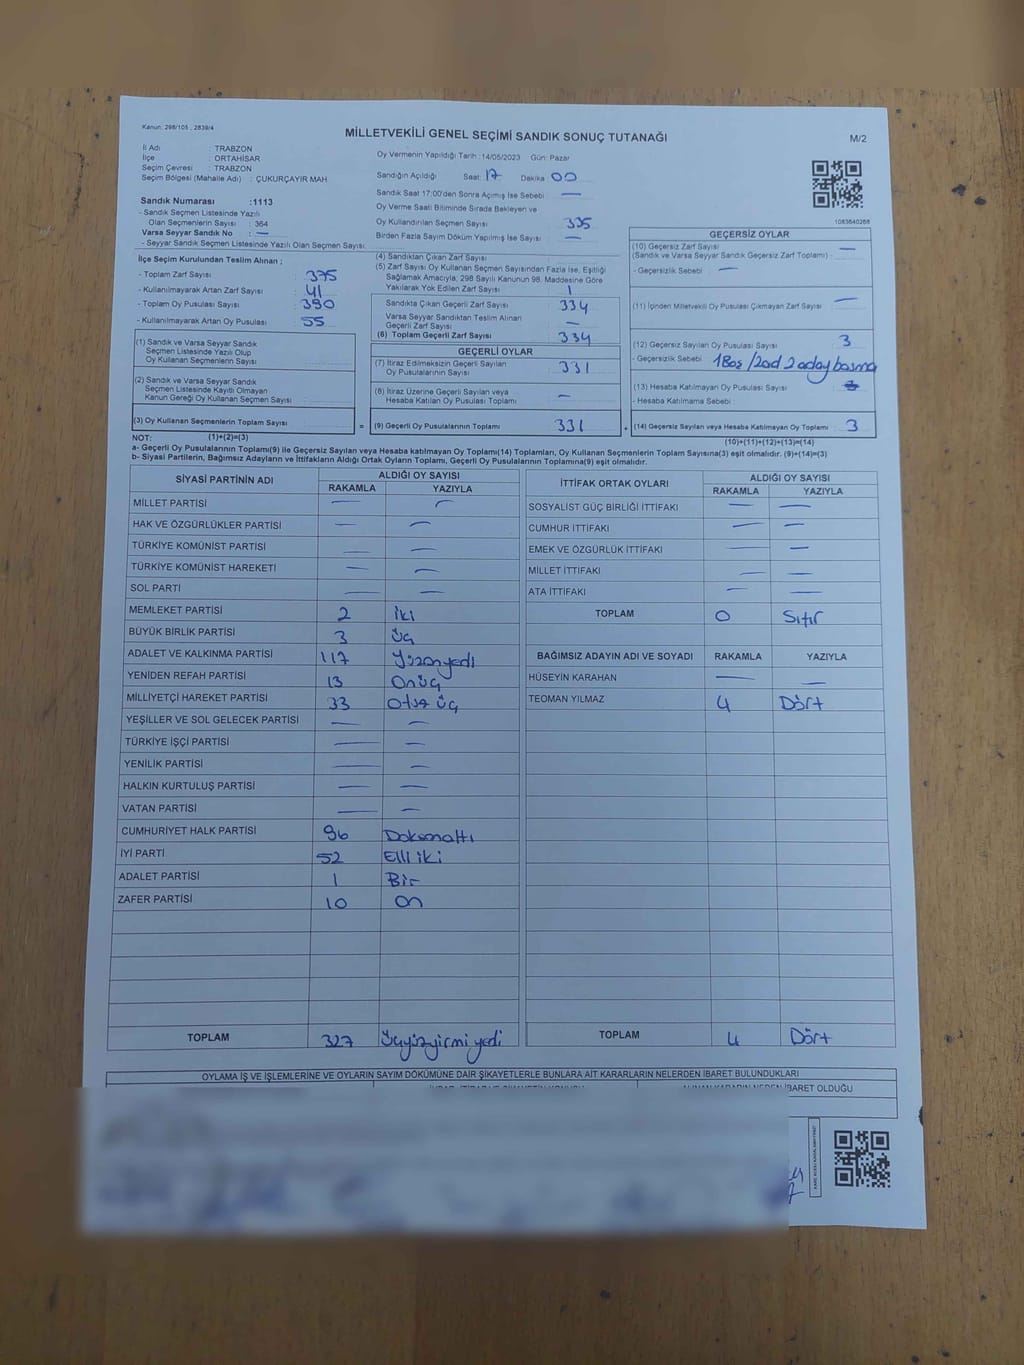 Kanun: 298/105 ; 2839/4
MİLLETVEKİLİ GENEL SEÇİMİ SANDIK SONUÇ TUTANAĞI
M/2
İl Adı : TRABZON
İlçe : ORTAHİSAR
Seçim Çevresi : TRABZON
Seçim Bölgesi (Mahalle Adı) : ÇUKURÇAYIR MAH.
Oy Vermenin Yapıldığı Tarih : 14/05/2023 Gün: Pazar
Sandığın Açıldığı Saat: 17 Dakika 00
Sandık Saat 17:00'den Sonra Açılmış İse Sebebi : —
Oy Verme Saati Bitiminde Sırada Bekleyen ve
Oy Kullandırılan Seçmen Sayısı : 335
Birden Fazla Sayım Döküm Yapılmış İse Sayısı : —
1083640268
Sandık Numarası :1113
- Sandık Seçmen Listesinde Yazılı
Olan Seçmenlerin Sayısı : 364
Varsa Seyyar Sandık No : —
- Seyyar Sandık Seçmen Listesinde Yazılı Olan Seçmen Sayısı:
İlçe Seçim Kurulundan Teslim Alınan ;
- Toplam Zarf Sayısı : 375
- Kullanılmayarak Artan Zarf Sayısı : 41
- Toplam Oy Pusulası Sayısı : 390
- Kullanılmayarak Artan Oy Pusulası : 55
(1) Sandık ve Varsa Seyyar Sandık
Seçmen Listesinde Yazılı Olup
Oy Kullanan Seçmenlerin Sayısı :
(2) Sandık ve Varsa Seyyar Sandık
Seçmen Listesinde Kayıtlı Olmayan
Kanun Gereği Oy Kullanan Seçmen Sayısı :
(3) Oy Kullanan Seçmenlerin Toplam Sayısı : =
(4) Sandıktan Çıkan Zarf Sayısı :
(5) Zarf Sayısı Oy Kullanan Seçmen Sayısından Fazla İse, Eşitliği
Sağlamak Amacıyla; 298 Sayılı Kanunun 98. Maddesine Göre
Yakılarak Yok Edilen Zarf Sayısı : 1
Sandıkta Çıkan Geçerli Zarf Sayısı : 334
Varsa Seyyar Sandıktan Teslim Alınan
Geçerli Zarf Sayısı : —
(6) Toplam Geçerli Zarf Sayısı : 334
GEÇERLİ OYLAR
(7) İtiraz Edilmeksizin Geçerli Sayılan
Oy Pusulalarının Sayısı : 331
(8) İtiraz Üzerine Geçerli Sayılan veya
Hesaba Katılan Oy Pusulası Toplamı : —
(9) Geçerli Oy Pusulalarının Toplamı : 331 +
GEÇERSİZ OYLAR
(10) Geçersiz Zarf Sayısı : —
(Sandık ve Varsa Seyyar Sandık Geçersiz Zarf Toplamı)
- Geçersizlik Sebebi : —
(11) İçinden Milletvekili Oy Pusulası Çıkmayan Zarf Sayısı : —
(12) Geçersiz Sayılan Oy Pusulası Sayısı : 3
- Geçersizlik Sebebi : 1 Boş / 2ad 2 aday basma
(13) Hesaba Katılmayan Oy Pusulası Sayısı :
- Hesaba Katılmama Sebebi :
(14) Geçersiz Sayılan veya Hesaba Katılmayan Oy Toplamı : 3
NOT: (1)+(2)=(3)
(10)+(11)+(12)+(13)=(14)
a- Geçerli Oy Pusulalarının Toplamı(9) ile Geçersiz Sayılan veya Hesaba Katılmayan Oy Toplamı(14) Toplamları, Oy Kullanan Seçmenlerin Toplam Sayısına(3) eşit olmalıdır. (9)+(14)=(3)
b- Siyasi Partilerin, Bağımsız Adayların ve İttifakların Aldığı Oyların Toplamı, Geçerli Oy Pusulalarının Toplamına(9) eşit olmalıdır.
SİYASİ PARTİNİN ADI ALDIĞI OY SAYISI
RAKAMLA YAZIYLA
MİLLET PARTİSİ — —
HAK VE ÖZGÜRLÜKLER PARTİSİ — —
TÜRKİYE KOMÜNİST PARTİSİ — —
TÜRKİYE KOMÜNİST HAREKETİ — —
SOL PARTİ — —
MEMLEKET PARTİSİ 2 iki
BÜYÜK BİRLİK PARTİSİ 3 üç
ADALET VE KALKINMA PARTİSİ 117 Yüzonyedi
YENİDEN REFAH PARTİSİ 13 Onüç
MİLLİYETÇİ HAREKET PARTİSİ 33 Otuz üç
YEŞİLLER VE SOL GELECEK PARTİSİ — —
TÜRKİYE İŞÇİ PARTİSİ — —
YENİLİK PARTİSİ — —
HALKIN KURTULUŞ PARTİSİ — —
VATAN PARTİSİ — —
CUMHURİYET HALK PARTİSİ 96 Doksanaltı
İYİ PARTİ 52 Elli iki
ADALET PARTİSİ 1 Bir
ZAFER PARTİSİ 10 On
TOPLAM 327 Üçyüzyirmi yedi
İTTİFAK ORTAK OYLARI ALDIĞI OY SAYISI
RAKAMLA YAZIYLA
SOSYALİST GÜÇ BİRLİĞİ İTTİFAKI — —
CUMHUR İTTİFAKI — —
EMEK VE ÖZGÜRLÜK İTTİFAKI — —
MİLLET İTTİFAKI — —
ATA İTTİFAKI — —
TOPLAM 0 Sıfır
BAĞIMSIZ ADAYIN ADI VE SOYADI RAKAMLA YAZIYLA
HÜSEYİN KARAHAN — —
TEOMAN YILMAZ 4 Dört
TOPLAM 4 Dört
OYLAMA İŞ VE İŞLEMLERİNE VE OYLARIN SAYIM DÖKÜMÜNE DAİR ŞİKAYETLERLE BUNLARA AİT KARARLARIN NELERDEN İBARET BULUNDUKLARI
ALINAN KARARIN NEDEN İBARET OLDUĞU